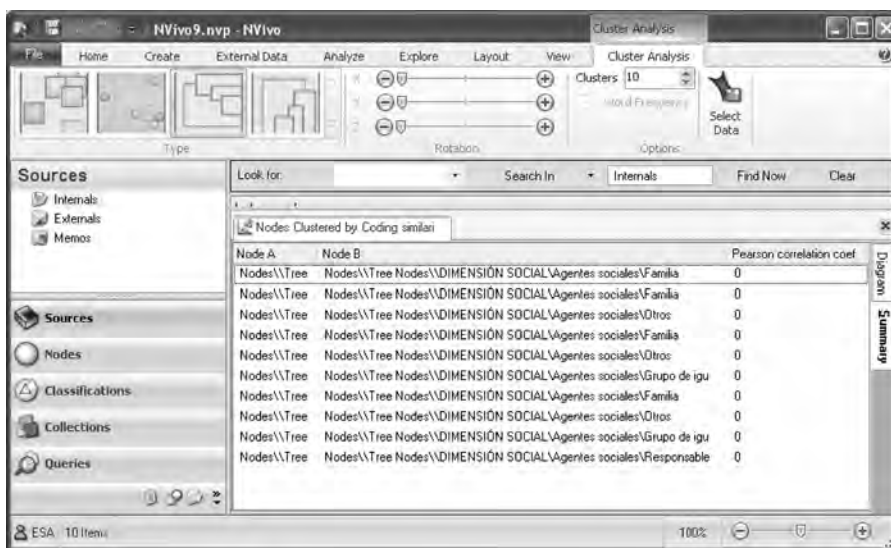 NVivo9.nvp - NVivo
Cluster Analysis
File Home Create External Data Analyze Explore Layout View Cluster Analysis
X
Clusters 10
Y
Word Frequency
Z
Select Data
Type Rotation Options
Sources
Look for: Search In Internals Find Now Clear
Internals
Externals
Memos
Nodes Clustered by Coding similari
Node A Node B Pearson correlation coef
Nodes\\Tree Nodes\\Tree Nodes\\DIMENSIÓN SOCIAL\Agentes sociales\Familia 0
Nodes\\Tree Nodes\\Tree Nodes\\DIMENSIÓN SOCIAL\Agentes sociales\Familia 0
Nodes\\Tree Nodes\\Tree Nodes\\DIMENSIÓN SOCIAL\Agentes sociales\Otros 0
Nodes\\Tree Nodes\\Tree Nodes\\DIMENSIÓN SOCIAL\Agentes sociales\Familia 0
Nodes\\Tree Nodes\\Tree Nodes\\DIMENSIÓN SOCIAL\Agentes sociales\Otros 0
Nodes\\Tree Nodes\\Tree Nodes\\DIMENSIÓN SOCIAL\Agentes sociales\Grupo de igu 0
Nodes\\Tree Nodes\\Tree Nodes\\DIMENSIÓN SOCIAL\Agentes sociales\Familia 0
Nodes\\Tree Nodes\\Tree Nodes\\DIMENSIÓN SOCIAL\Agentes sociales\Otros 0
Nodes\\Tree Nodes\\Tree Nodes\\DIMENSIÓN SOCIAL\Agentes sociales\Grupo de igu 0
Nodes\\Tree Nodes\\Tree Nodes\\DIMENSIÓN SOCIAL\Agentes sociales\Responsable 0
Diagram
Summary
Sources
Nodes
Classifications
Collections
Queries
ESA 10 Items 100%